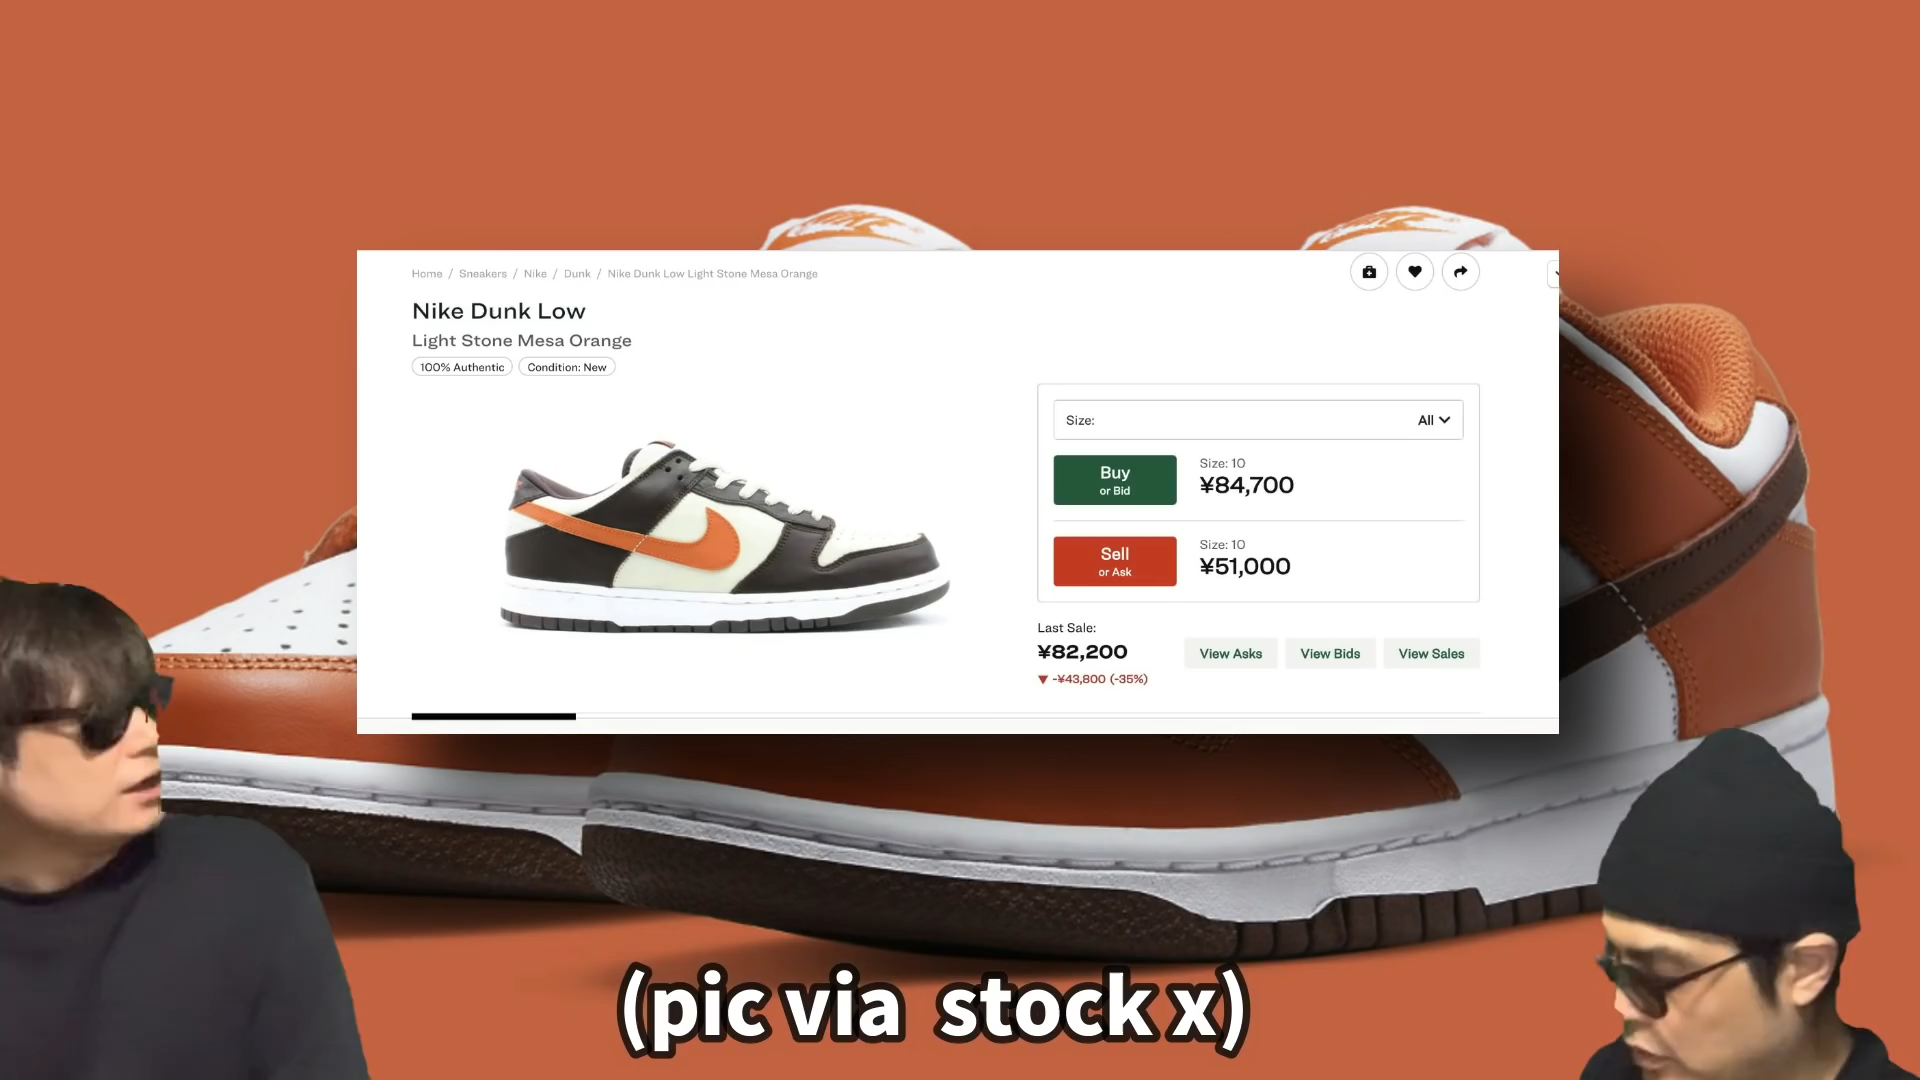 Home / Sneakers / Nike / Dunk / Nike Dunk Low Light Stone Mesa Orange
Nike Dunk Low
Light Stone Mesa Orange
100% Authentic
Condition: New
Size:
All
Buy
or Bid
Size: 10
¥84,700
Sell
or Ask
Size: 10
¥51,000
Last Sale:
¥82,200
▼ -¥43,800 (-35%)
View Asks
View Bids
View Sales
(pic via stock x)